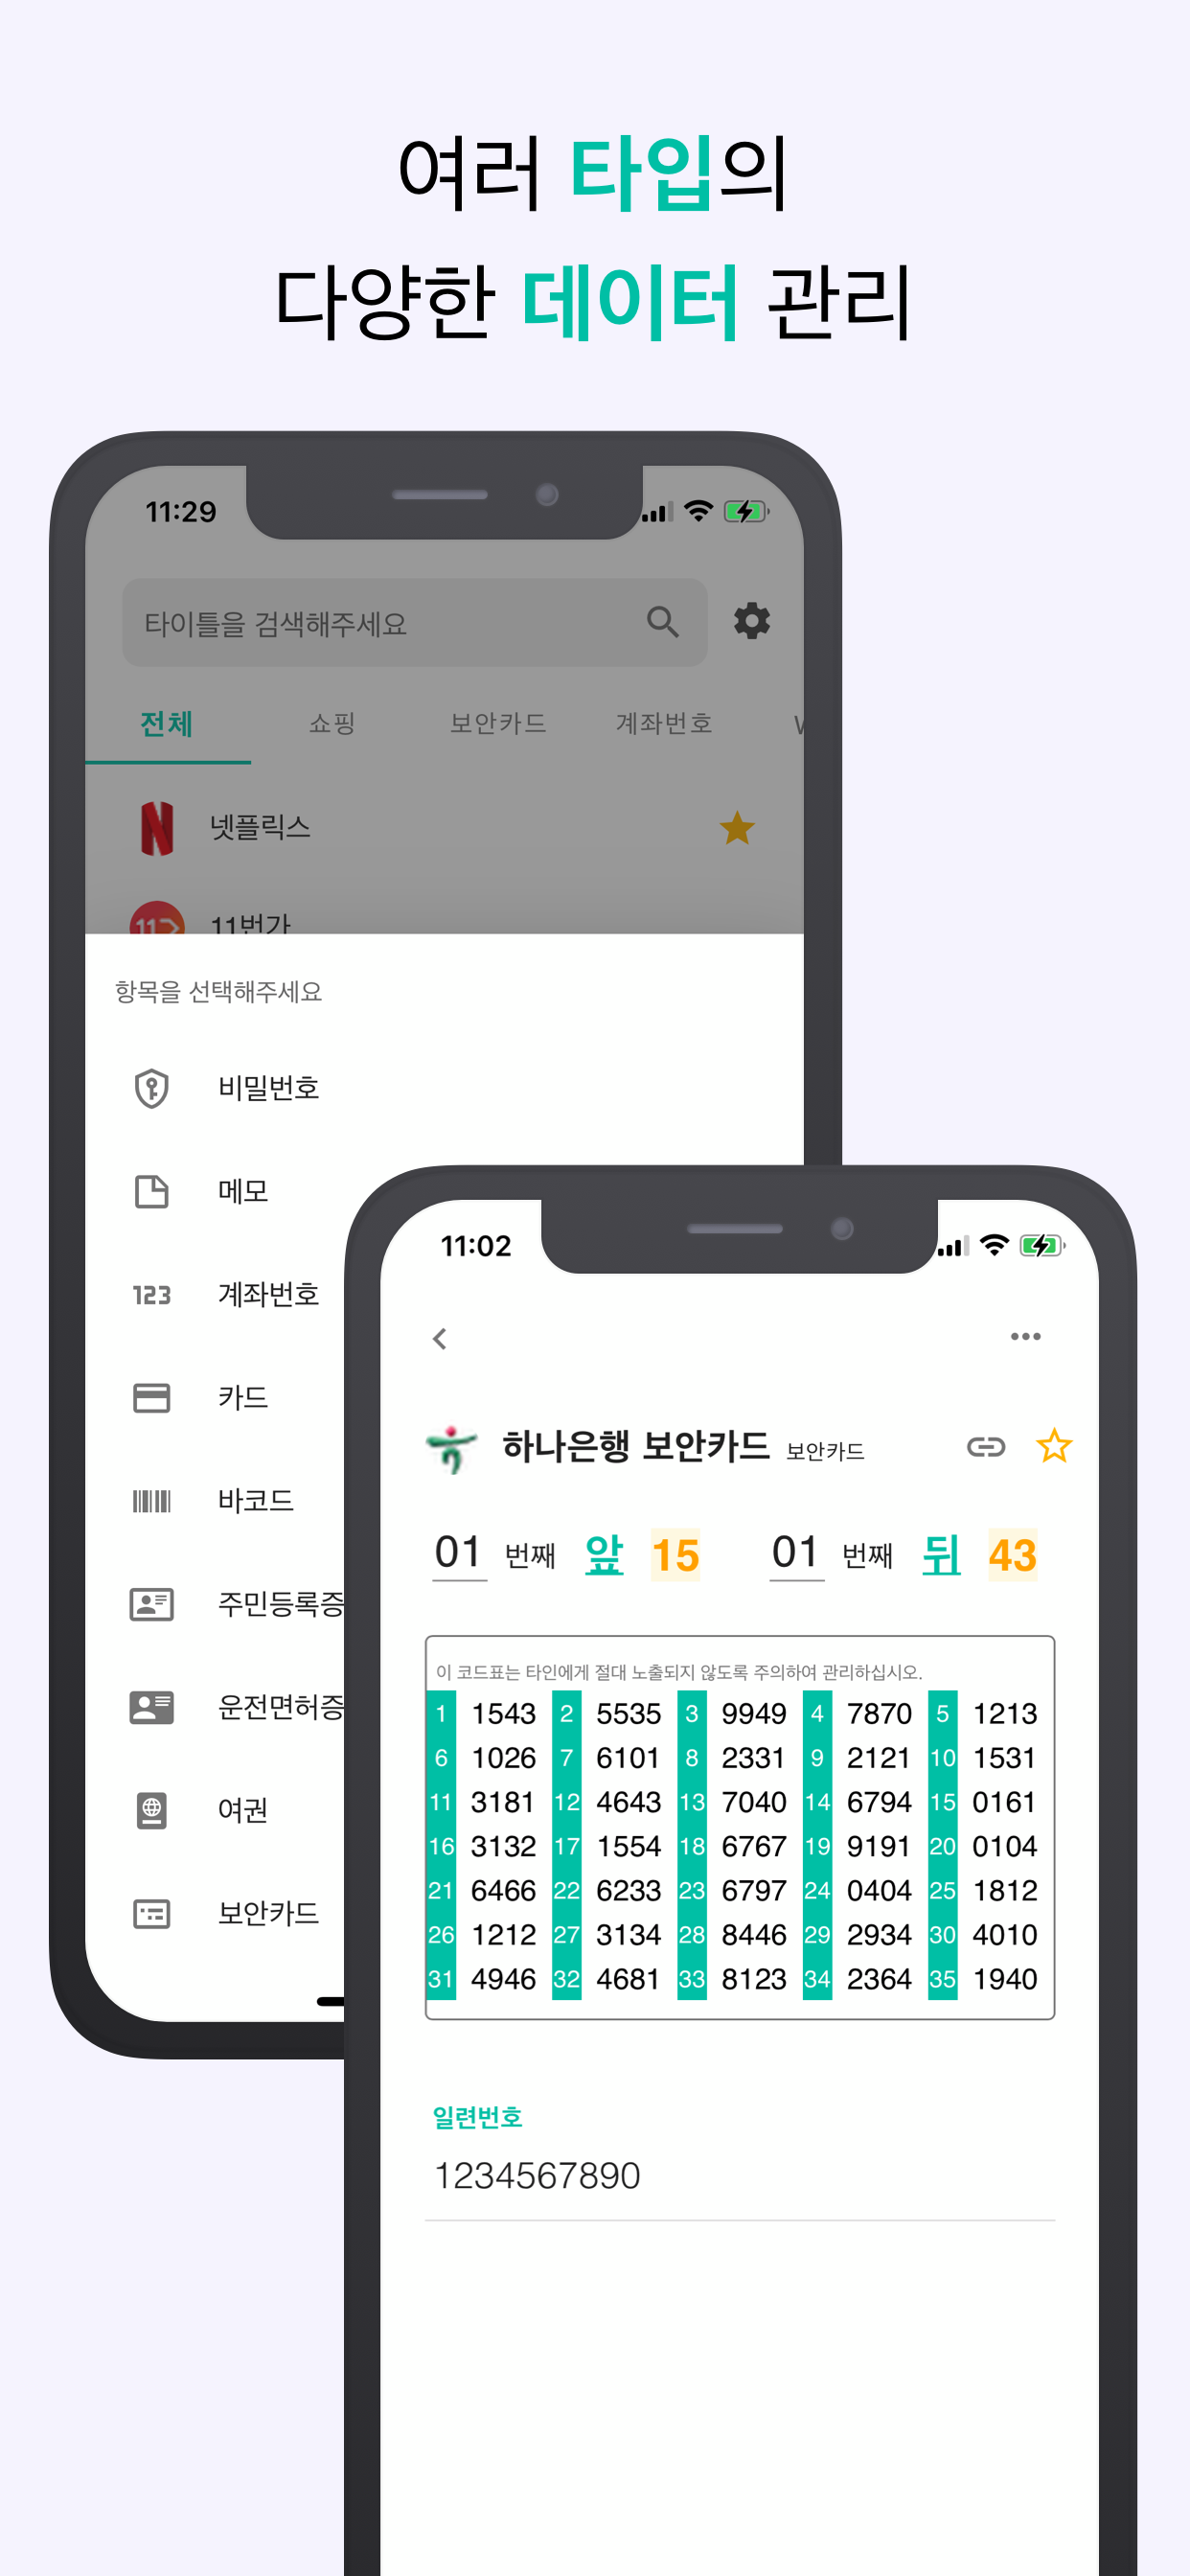 여러 타입의
다양한 데이터 관리
11:29
타이틀을 검색해주세요
전체 쇼핑 보안카드 계좌번호
넷플릭스
11번가
항목을 선택해주세요
비밀번호
메모
123 계좌번호
카드
바코드
주민등록증
운전면허증
여권
보안카드
11:02
하나은행 보안카드 보안카드
01 번째 앞 15 01 번째 뒤 43
이 코드표는 타인에게 절대 노출되지 않도록 주의하여 관리하십시오.
1 1543 2 5535 3 9949 4 7870 5 1213
6 1026 7 6101 8 2331 9 2121 10 1531
11 3181 12 4643 13 7040 14 6794 15 0161
16 3132 17 1554 18 6767 19 9191 20 0104
21 6466 22 6233 23 6797 24 0404 25 1812
26 1212 27 3134 28 8446 29 2934 30 4010
31 4946 32 4681 33 8123 34 2364 35 1940
일련번호
1234567890